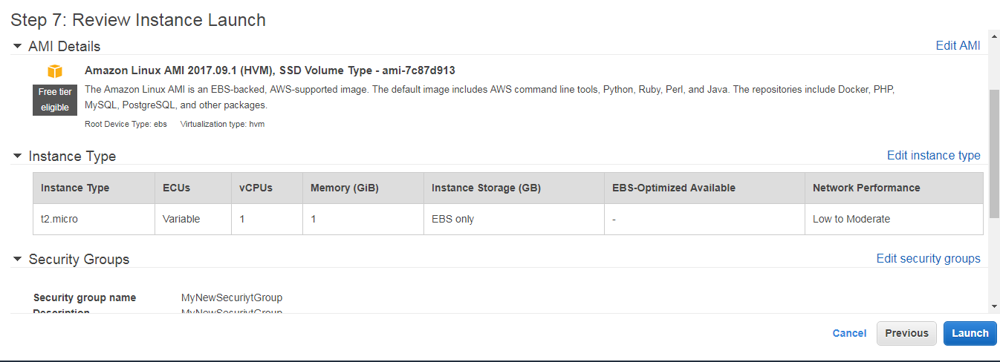 Step 7: Review Instance Launch
AMI Details
Edit AMI
Free tier
eligible
Amazon Linux AMI 2017.09.1 (HVM), SSD Volume Type - ami-7c87d913
The Amazon Linux AMI is an EBS-backed, AWS-supported image. The default image includes AWS command line tools, Python, Ruby, Perl, and Java. The repositories include Docker, PHP,
MySQL, PostgreSQL, and other packages.
Root Device Type: ebs Virtualization type: hvm
Instance Type
Edit instance type
Instance Type ECUs vCPUs Memory (GiB) Instance Storage (GB) EBS-Optimized Available Network Performance
t2.micro Variable 1 1 EBS only - Low to Moderate
Security Groups
Edit security groups
Security group name MyNewSecuriytGroup
Description MyNewSecuriytGroup
Cancel Previous Launch